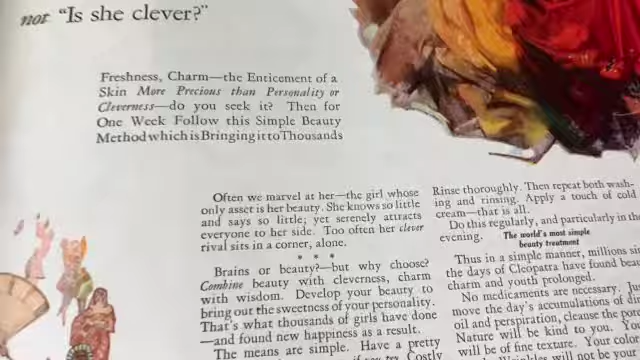 not "Is she clever?"
Freshness, Charm—the Enticement of a
Skin More Precious than Personality or
Cleverness—do you seek it? Then for
One Week Follow this Simple Beauty
Method which is Bringing it to Thousands
Often we marvel at her—the girl whose
only asset is her beauty. She knows so little
and says so little; yet serenely attracts
everyone to her side. Too often her clever
rival sits in a corner, alone.
* * *
Brains or beauty?—but why choose?
Combine beauty with cleverness, charm
with wisdom. Develop your beauty to
bring out the sweetness of your personality.
That's what thousands of girls have done
—and found new happiness as a result.
The means are simple. Have a pretty
if you try. Costly
Rinse thoroughly. Then repeat both wash-
ing and rinsing. Apply a touch of cold
cream—that is all.
Do this regularly, and particularly in the
evening.
The world's most simple
beauty treatment
Thus in a simple manner, millions
the days of Cleopatra have found
charm and youth prolonged.
No medicaments are necessary.
move the day's accumulations of
oil and perspiration, cleanse the
Nature will be kind to you.
will be of fine texture. Your
will not be your